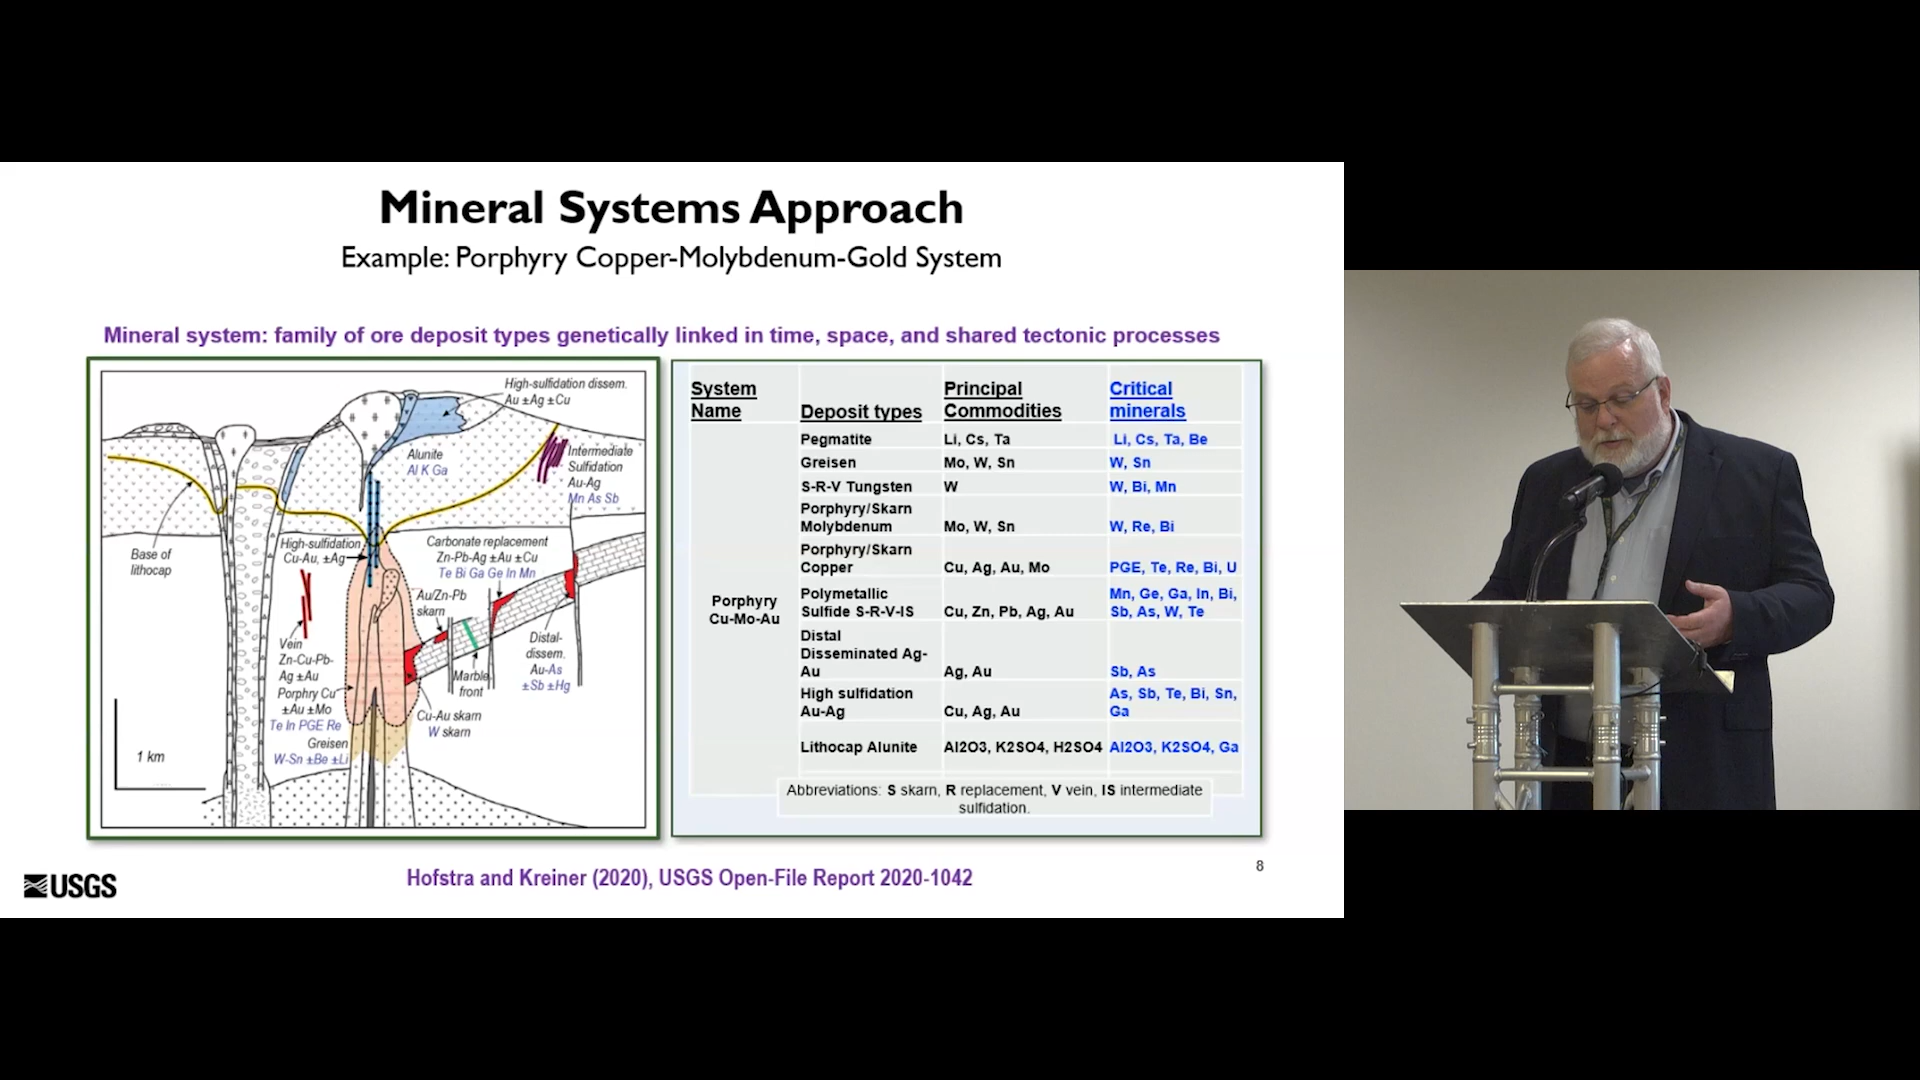 Mineral Systems Approach
Example: Porphyry Copper-Molybdenum-Gold System
Mineral system: family of ore deposit types genetically linked in time, space, and shared tectonic processes
High-sulfidation dissem.
Au ±Ag ±Cu
Alunite
Al K Ga
Intermediate
Sulfidation
Au-Ag
Mn As Sb
Base of
lithocap
High-sulfidation
Cu-Au, ±Ag
Carbonate replacement
Zn-Pb-Ag ±Au ±Cu
Te Bi Ga Ge In Mn
Au/Zn-Pb
skarn
Vein
Zn-Cu-Pb-
Ag ±Au
Porphry Cu
±Au ±Mo
Te In PGE Re
Greisen
W-Sn ±Be ±Li
Marble
front
Distal-
dissem.
Au-As
±Sb ±Hg
Cu-Au skarn
W skarn
1 km
System
Name
Deposit types
Principal
Commodities
Critical
minerals
Porphyry
Cu-Mo-Au
Pegmatite Li, Cs, Ta Li, Cs, Ta, Be
Greisen Mo, W, Sn W, Sn
S-R-V Tungsten W W, Bi, Mn
Porphyry/Skarn
Molybdenum Mo, W, Sn W, Re, Bi
Porphyry/Skarn
Copper Cu, Ag, Au, Mo PGE, Te, Re, Bi, U
Polymetallic Mn, Ge, Ga, In, Bi,
Sulfide S-R-V-IS Cu, Zn, Pb, Ag, Au Sb, As, W, Te
Distal
Disseminated Ag-
Au Ag, Au Sb, As
High sulfidation As, Sb, Te, Bi, Sn,
Au-Ag Cu, Ag, Au Ga
Lithocap Alunite Al2O3, K2SO4, H2SO4 Al2O3, K2SO4, Ga
Abbreviations: S skarn, R replacement, V vein, IS intermediate
sulfidation.
Hofstra and Kreiner (2020), USGS Open-File Report 2020-1042
8
USGS